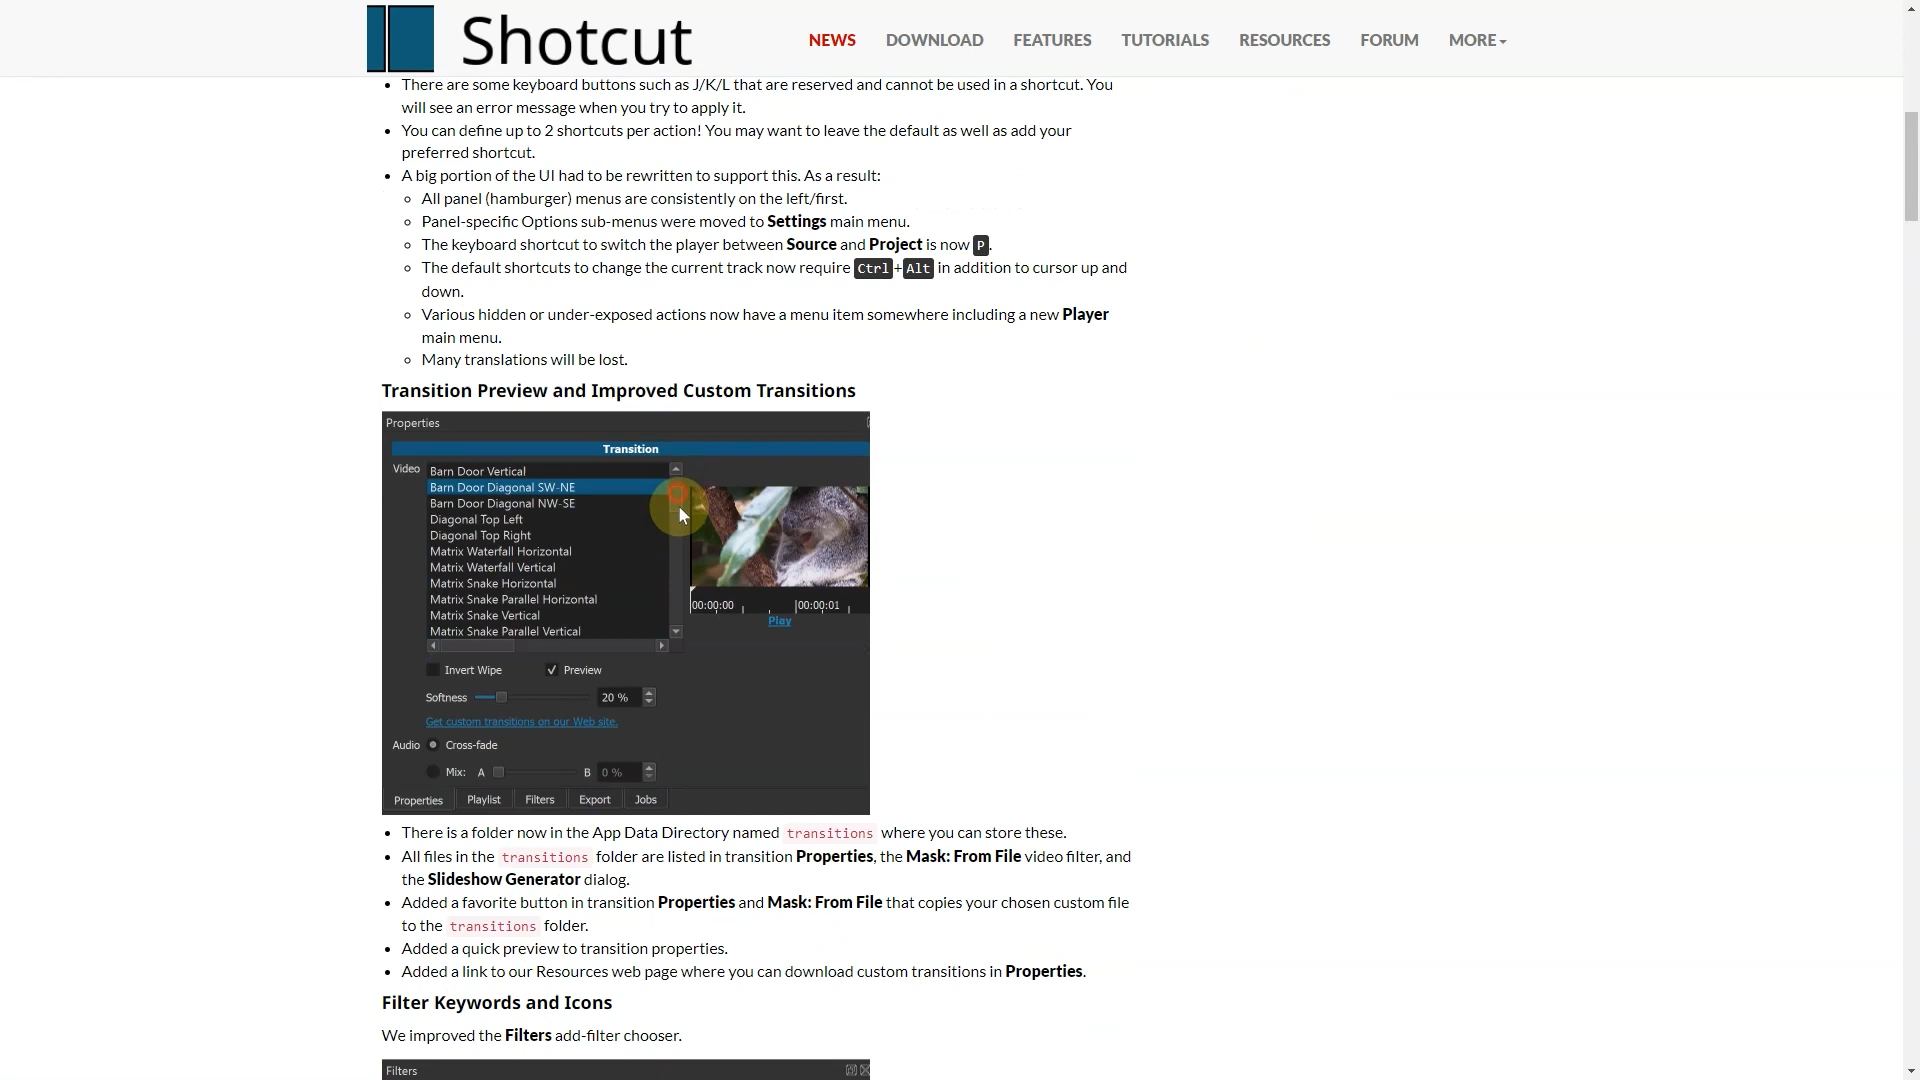 Shotcut
NEWS DOWNLOAD FEATURES TUTORIALS RESOURCES FORUM MORE
There are some keyboard buttons such as J/K/L that are reserved and cannot be used in a shortcut. You
will see an error message when you try to apply it.
You can define up to 2 shortcuts per action! You may want to leave the default as well as add your
preferred shortcut.
A big portion of the UI had to be rewritten to support this. As a result:
All panel (hamburger) menus are consistently on the left/first.
Panel-specific Options sub-menus were moved to Settings main menu.
The keyboard shortcut to switch the player between Source and Project is now P.
The default shortcuts to change the current track now require Ctrl+Alt in addition to cursor up and
down.
Various hidden or under-exposed actions now have a menu item somewhere including a new Player
main menu.
Many translations will be lost.
Transition Preview and Improved Custom Transitions
Properties
Transition
Video
Barn Door Vertical
Barn Door Diagonal SW-NE
Barn Door Diagonal NW-SE
Diagonal Top Left
Diagonal Top Right
Matrix Waterfall Horizontal
Matrix Waterfall Vertical
Matrix Snake Horizontal
Matrix Snake Parallel Horizontal
Matrix Snake Vertical
Matrix Snake Parallel Vertical
00:00:00 00:00:01
Play
Invert Wipe Preview
Softness 20 %
Get custom transitions on our Web site.
Audio Cross-fade
Mix: A B 0 %
Properties Playlist Filters Export Jobs
There is a folder now in the App Data Directory named transitions where you can store these.
All files in the transitions folder are listed in transition Properties, the Mask: From File video filter, and
the Slideshow Generator dialog.
Added a favorite button in transition Properties and Mask: From File that copies your chosen custom file
to the transitions folder.
Added a quick preview to transition properties.
Added a link to our Resources web page where you can download custom transitions in Properties.
Filter Keywords and Icons
We improved the Filters add-filter chooser.
Filters